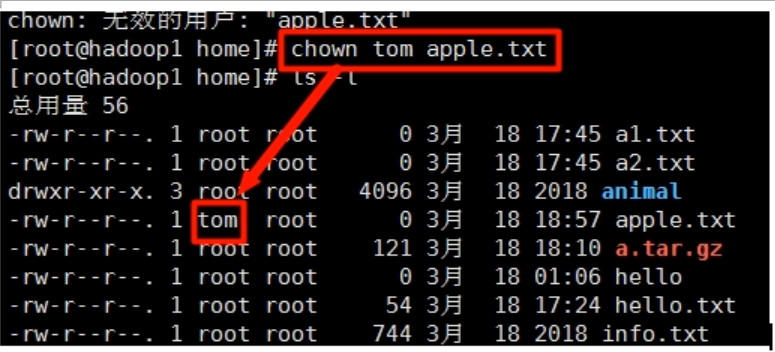 chown: 无效的用户: "apple.txt"
[root@hadoop1 home]# chown tom apple.txt
[root@hadoop1 home]# ls -l
总用量 56
-rw-r--r--. 1 root root 0 3月 18 17:45 a1.txt
-rw-r--r--. 1 root root 0 3月 18 17:45 a2.txt
drwxr-xr-x. 3 root root 4096 3月 18 2018 animal
-rw-r--r--. 1 tom root 0 3月 18 18:57 apple.txt
-rw-r--r--. 1 root root 121 3月 18 18:10 a.tar.gz
-rw-r--r--. 1 root root 0 3月 18 01:06 hello
-rw-r--r--. 1 root root 54 3月 18 17:24 hello.txt
-rw-r--r--. 1 root root 744 3月 18 2018 info.txt